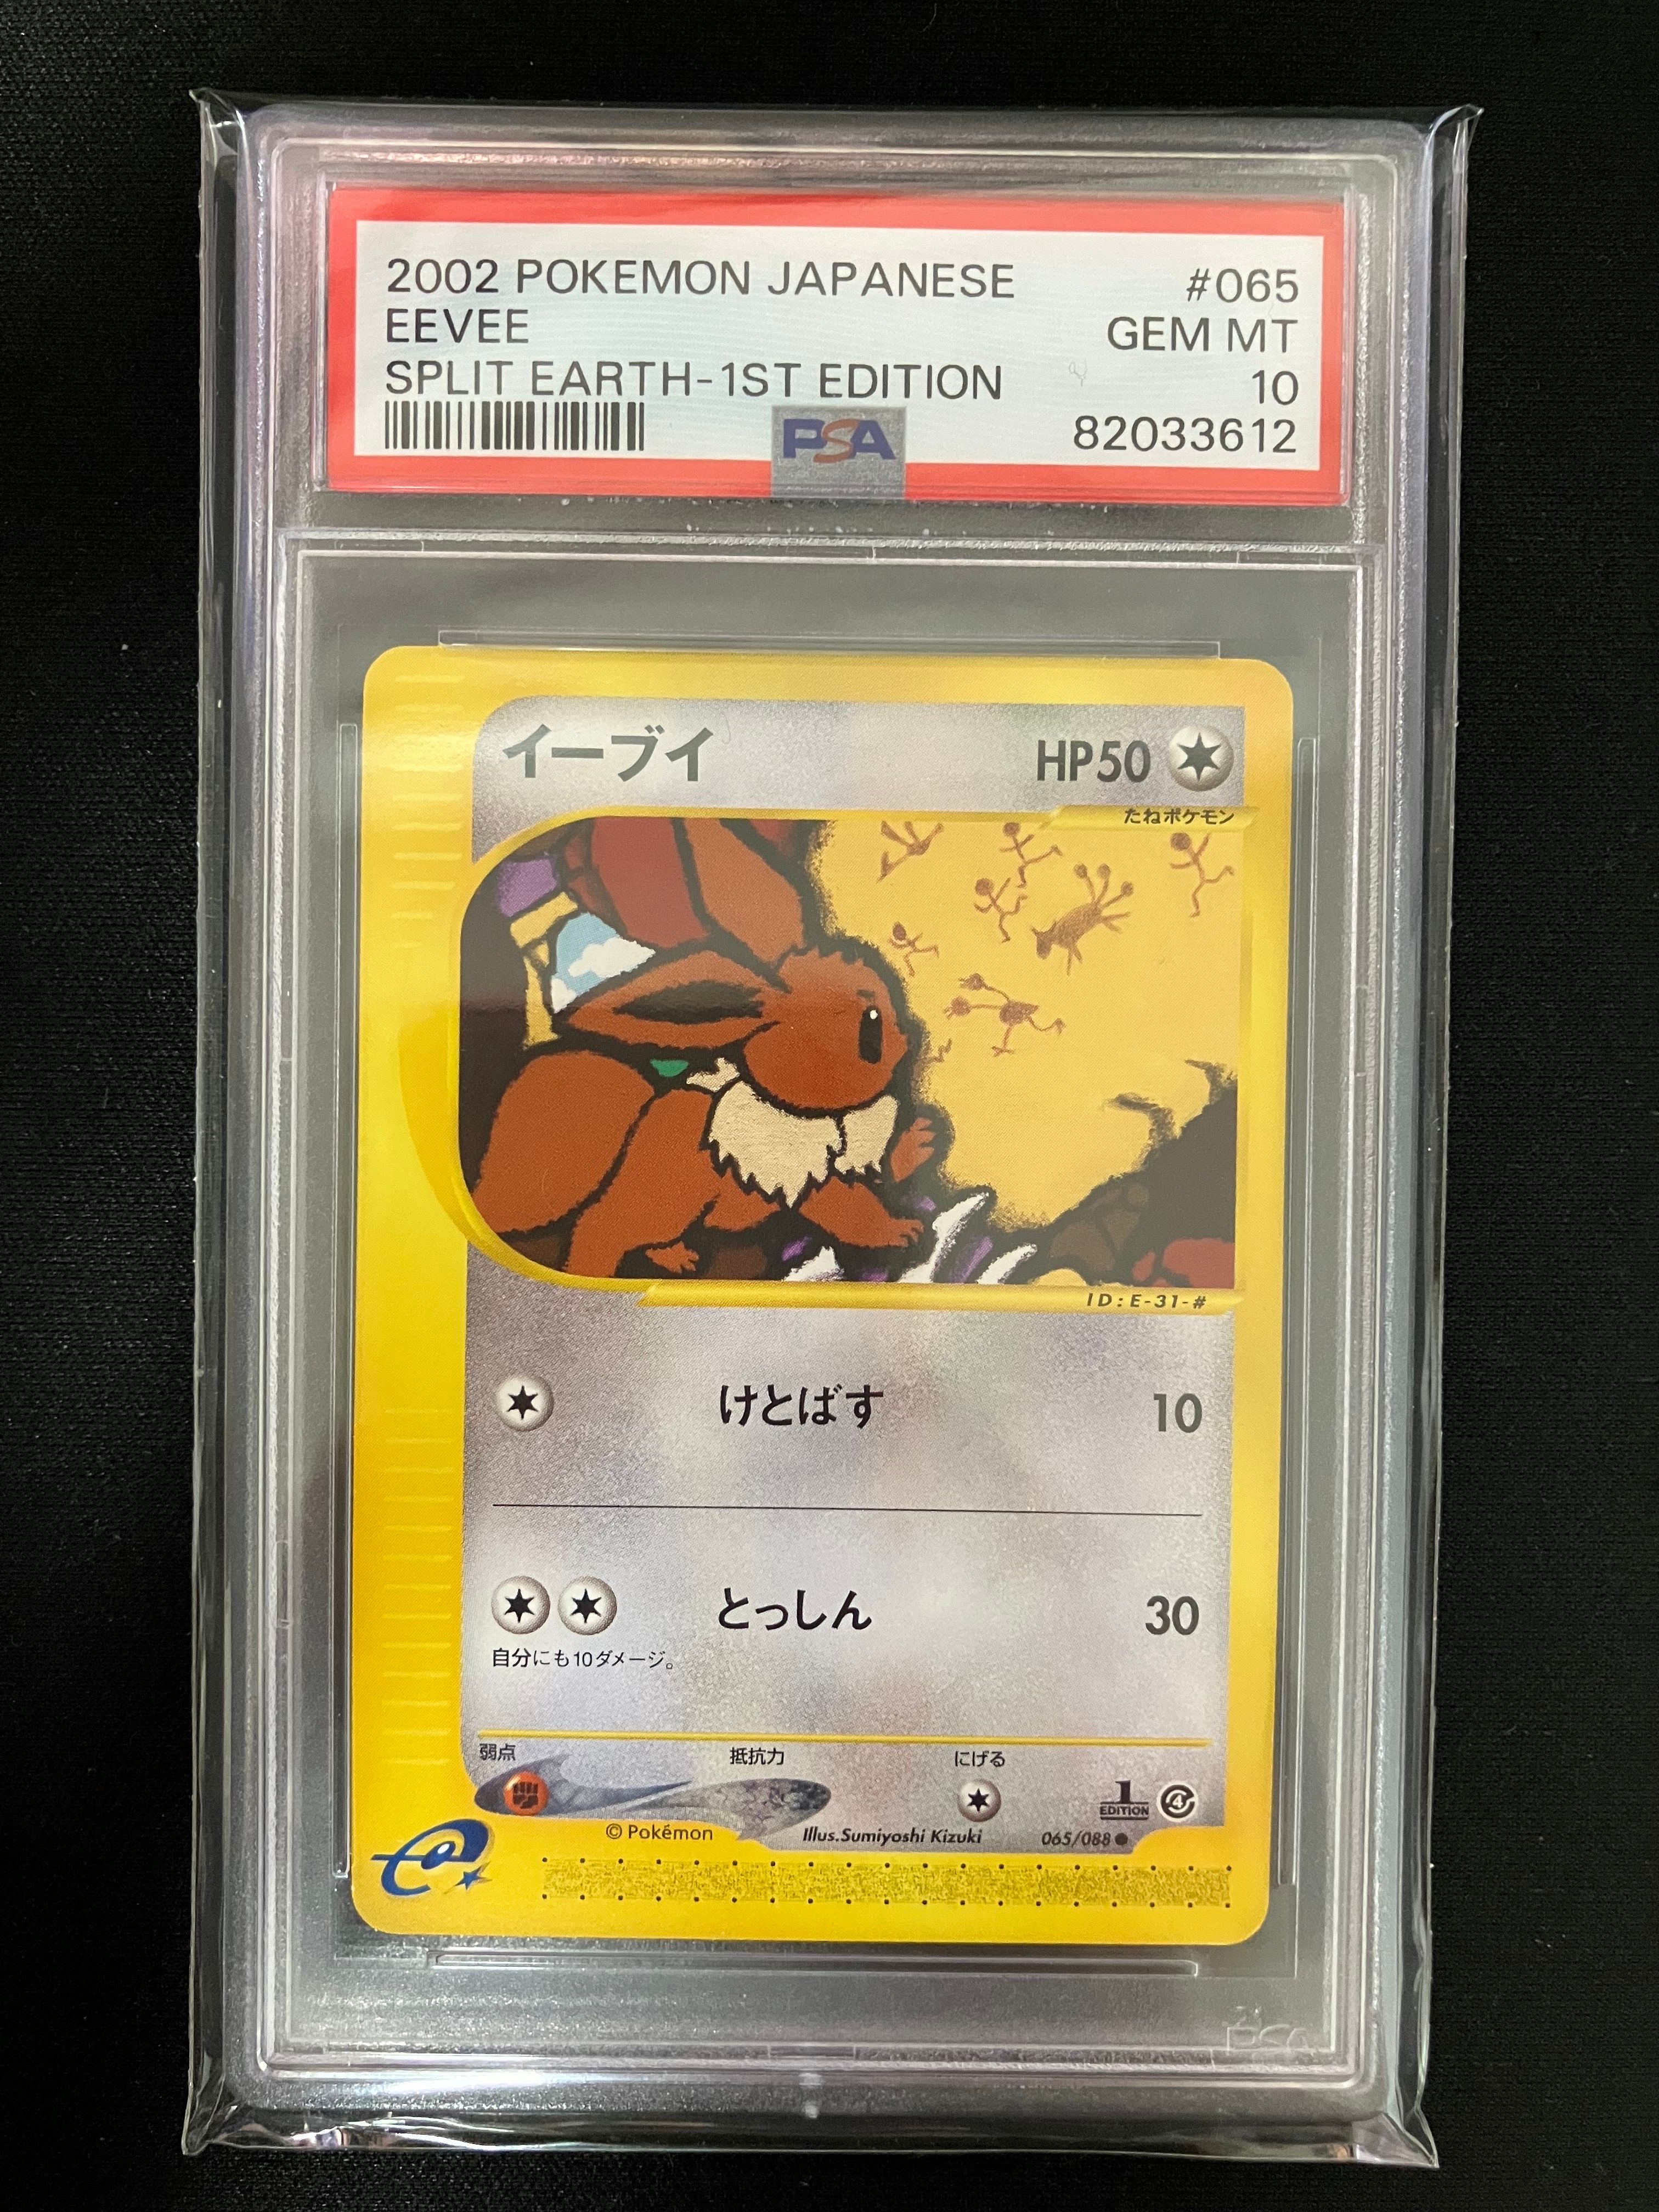 2002 POKEMON JAPANESE #065
EEVEE GEM MT
SPLIT EARTH-1ST EDITION 10
PSA 82033612
イーブイ HP50
たねポケモン
ID:E-31-#
けとばす 10
とっしん 30
自分にも10ダメージ。
弱点 抵抗力 にげる
1 EDITION 4
© Pokémon Illus.Sumiyoshi Kizuki 065/088●
e
PSA